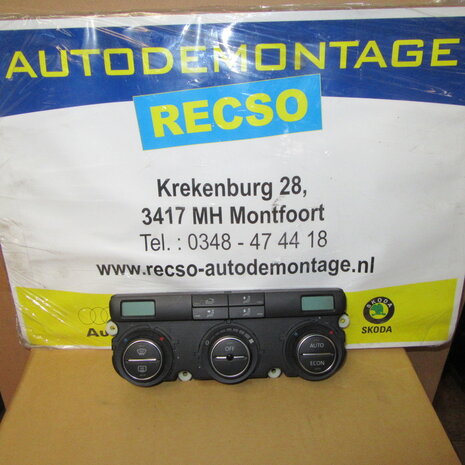 AUTODEMONTAGE
RECSO
Krekenburg 28,
3417 MH Montfoort
Tel. : 0348 - 47 44 18
www.recso-autodemontage.nl
Au
SKODA
OFF
AUTO
ECON